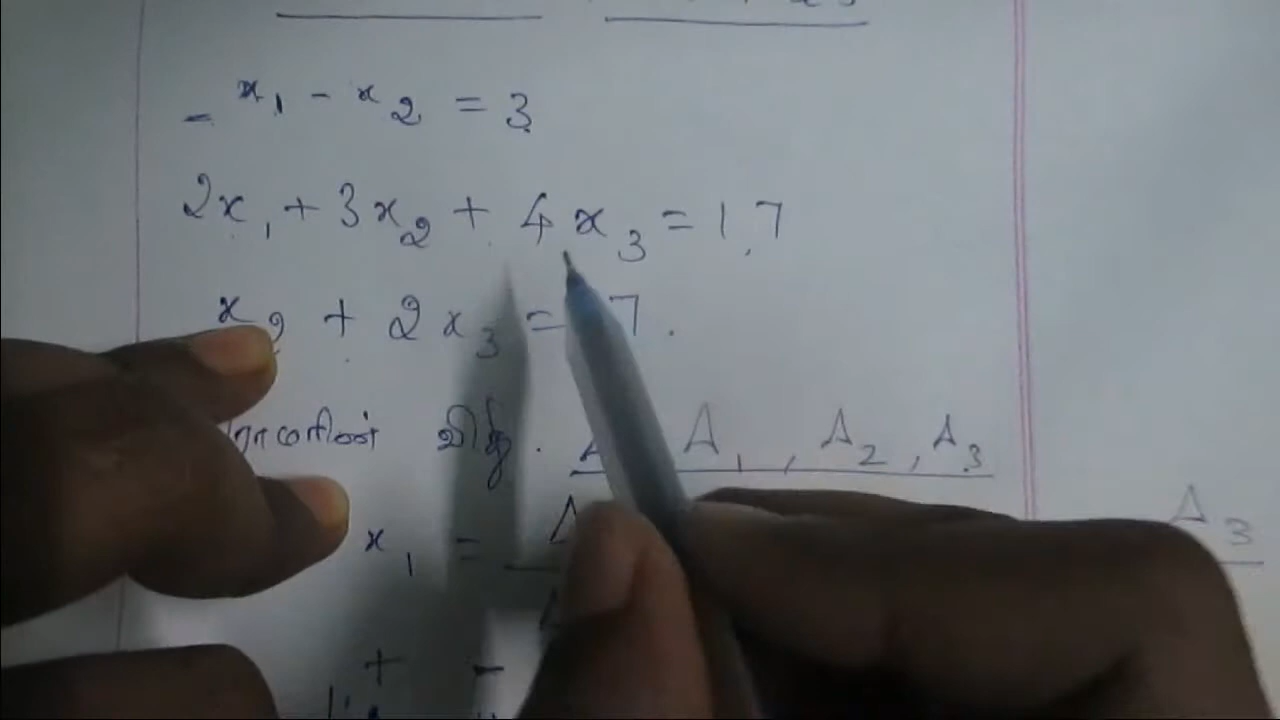 x₁ - x₂ = 3
2x₁ + 3x₂ + 4x₃ = 17
x₂ + 2x₃ = 7.
விதி. Δ₁, Δ₂, Δ₃
Δ₃
x₁ =
+ -